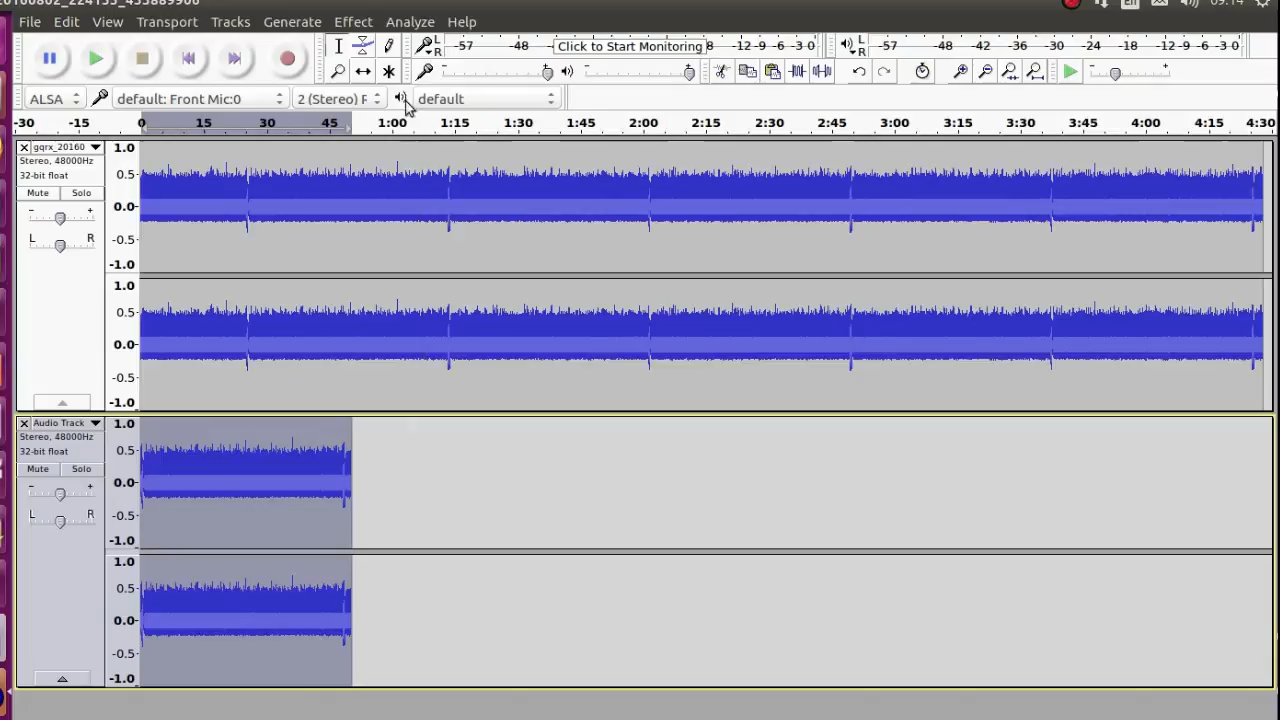 20160802_224155_433889906
En 09:14
File Edit View Transport Tracks Generate Effect Analyze Help
L R -57 -48 Click to Start Monitoring 8 -12 -9 -6 -3 0 L R -57 -48 -42 -36 -30 -24 -18 -12 -9 -6 -3 0
- + - + - +
ALSA default: Front Mic:0 2 (Stereo) R default
-30 -15 0 15 30 45 1:00 1:15 1:30 1:45 2:00 2:15 2:30 2:45 3:00 3:15 3:30 3:45 4:00 4:15 4:30
gqrx_20160 1.0
Stereo, 48000Hz
32-bit float 0.5
Mute Solo
- + 0.0
L R -0.5
-1.0
1.0
0.5
0.0
-0.5
-1.0
Audio Track 1.0
Stereo, 48000Hz
32-bit float 0.5
Mute Solo
- + 0.0
L R -0.5
-1.0
1.0
0.5
0.0
-0.5
-1.0